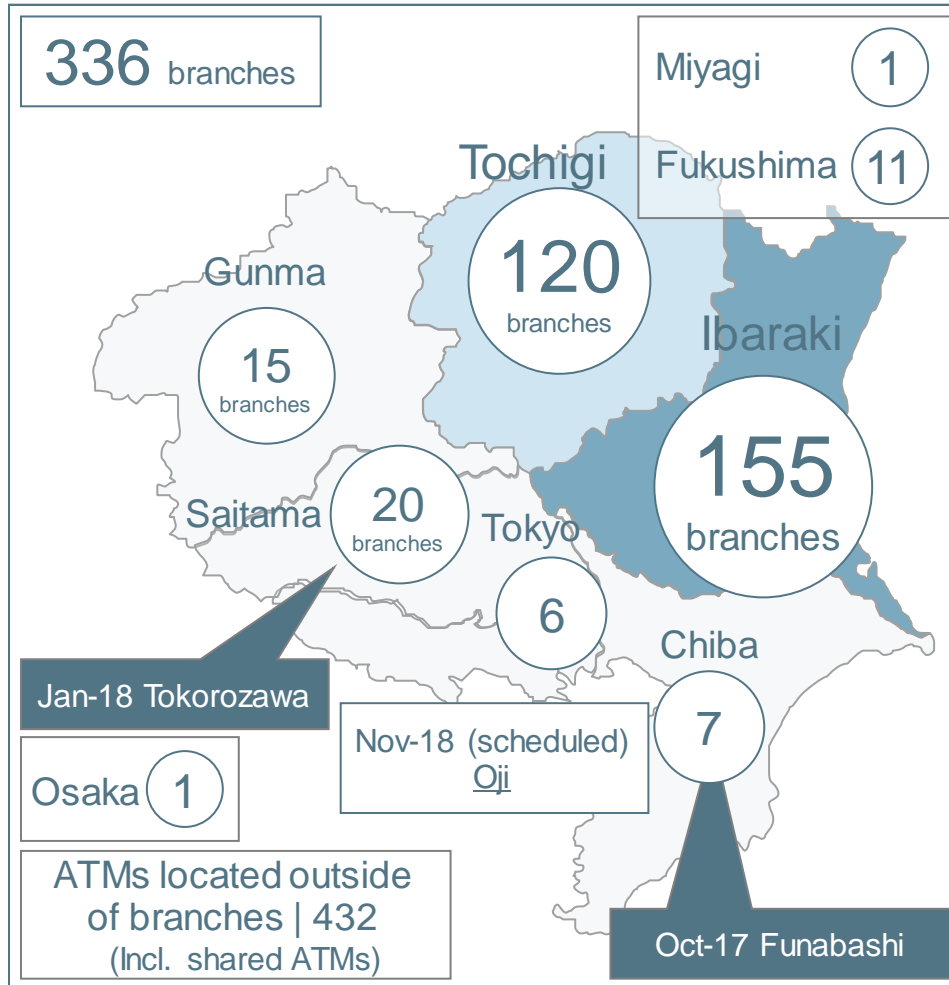 336 branches
Miyagi 1
Fukushima 11
Tochigi
120
branches
Gunma
15
branches
Ibaraki
155
branches
Saitama
20
branches
Tokyo
6
Chiba
7
Jan-18 Tokorozawa
Nov-18 (scheduled)
Oji
Osaka 1
ATMs located outside
of branches | 432
(Incl. shared ATMs)
Oct-17 Funabashi